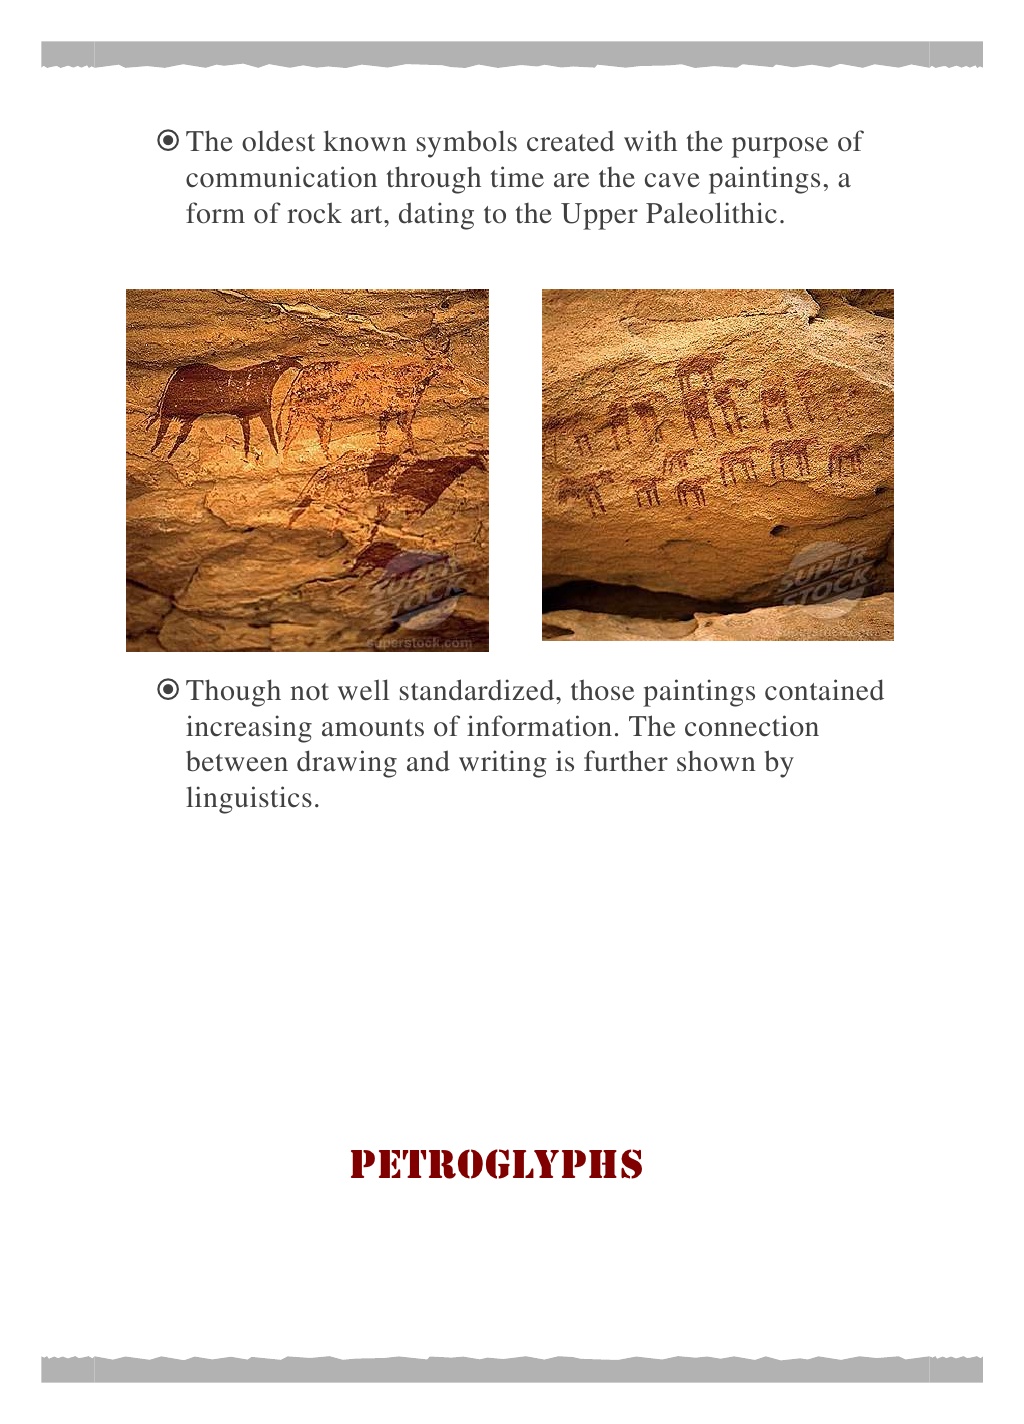 The oldest known symbols created with the purpose of
communication through time are the cave paintings, a
form of rock art, dating to the Upper Paleolithic.
SUPER
STOCK
superstock.com
SUPER
STOCK
superstock.com
Though not well standardized, those paintings contained
increasing amounts of information. The connection
between drawing and writing is further shown by
linguistics.
PETROGLYPHS